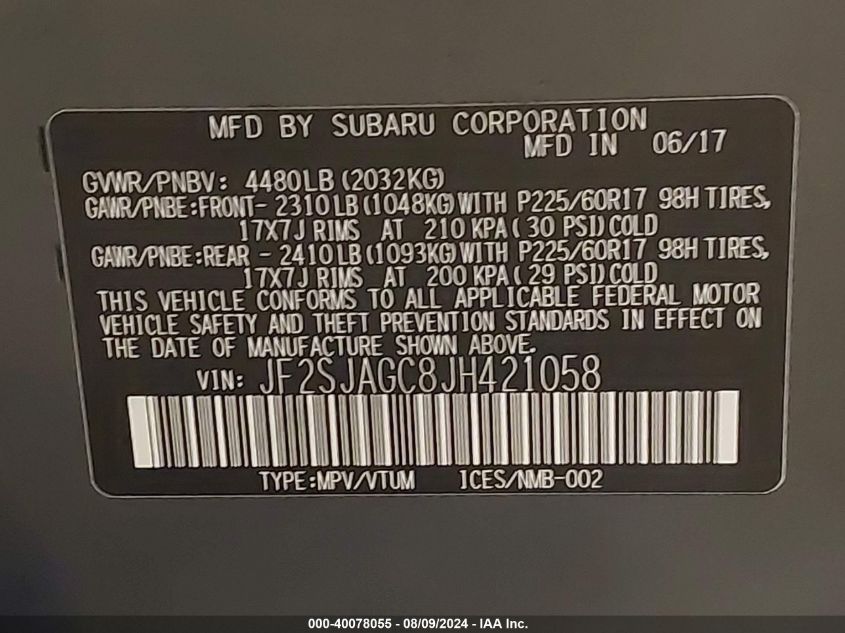 MFD BY SUBARU CORPORATION
MFD IN 06/17
GVWR/PNBV: 4480LB (2032KG)
GAWR/PNBE:FRONT- 2310LB (1048KG) WITH P225/60R17 98H TIRES,
17X7J RIMS AT 210 KPA ( 30 PSI) COLD
GAWR/PNBE:REAR - 2410LB (1093KG) WITH P225/60R17 98H TIRES,
17X7J RIMS AT 200 KPA ( 29 PSI) COLD
THIS VEHICLE CONFORMS TO ALL APPLICABLE FEDERAL MOTOR
VEHICLE SAFETY AND THEFT PREVENTION STANDARDS IN EFFECT ON
THE DATE OF MANUFACTURE SHOWN ABOVE.
VIN: JF2SJAGC8JH421058
TYPE:MPV/VTUM ICES/NMB-002
000-40078055 - 08/09/2024 - IAA Inc.